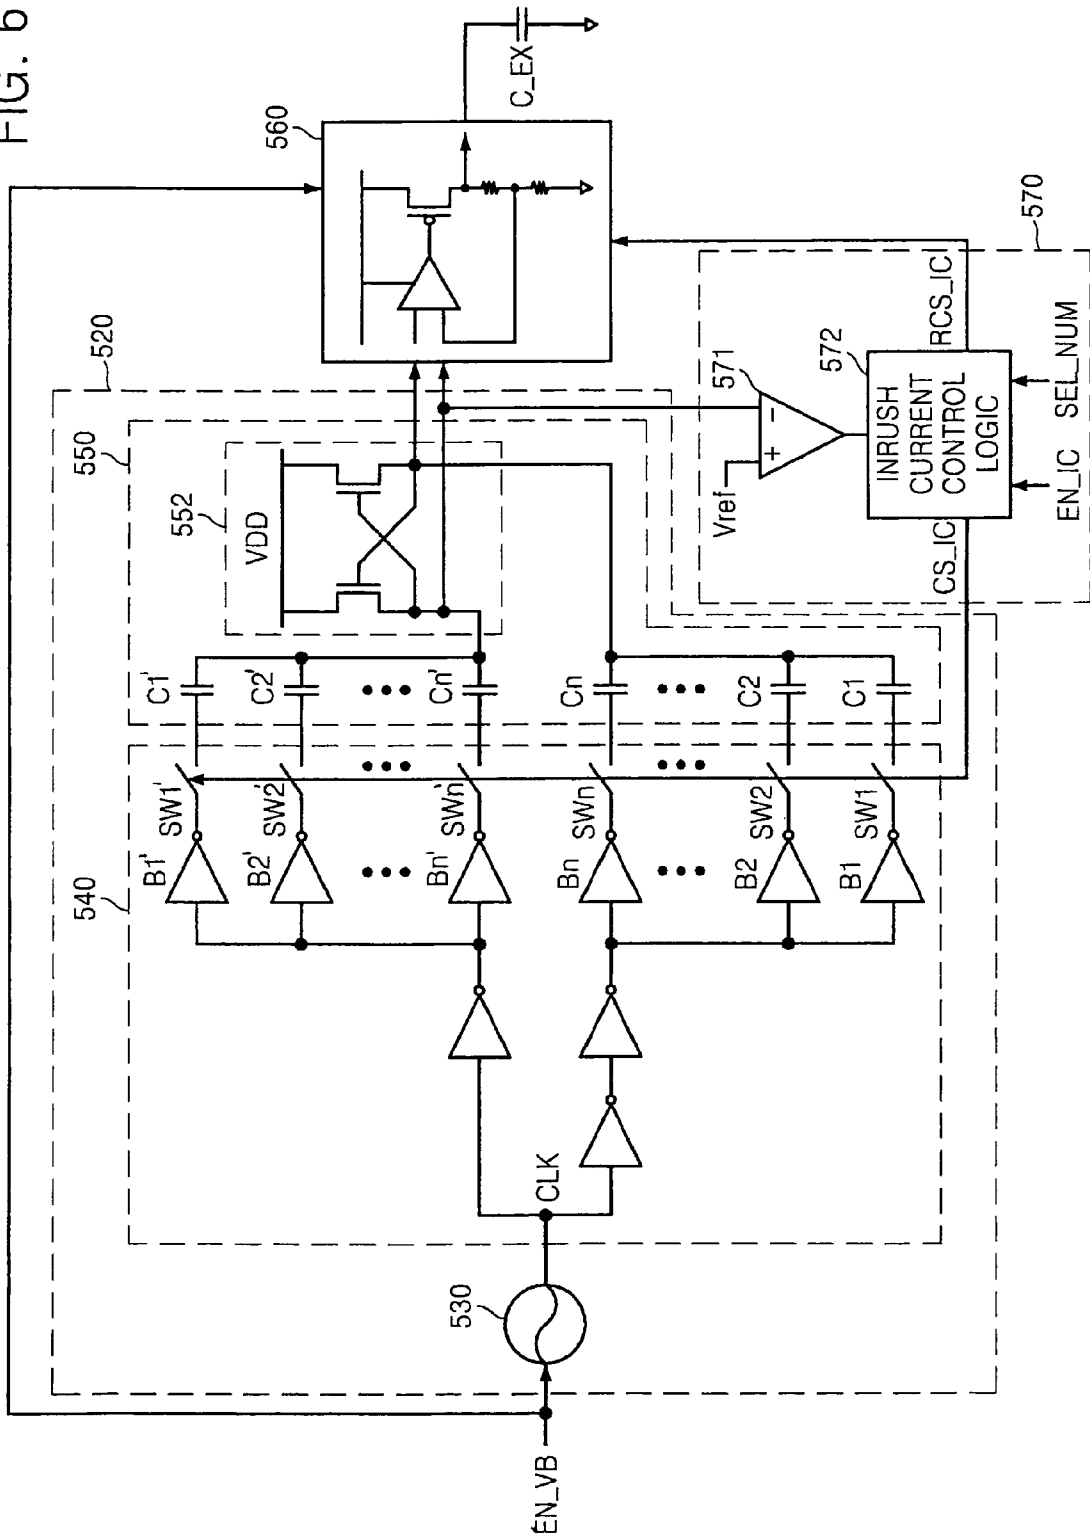 FIG. 6
EN_VB
530
CLK
520
540
B1'
B2'
Bn'
Bn
B2
B1
SW1'
SW2'
SWn'
SWn
SW2
SW1
550
C1'
C2'
Cn'
Cn
C2
C1
552
VDD
560
C_EX
570
571
Vref
+
-
572
INRUSH
CURRENT
CONTROL
LOGIC
CS_IC
RCS_IC
EN_IC
SEL_NUM